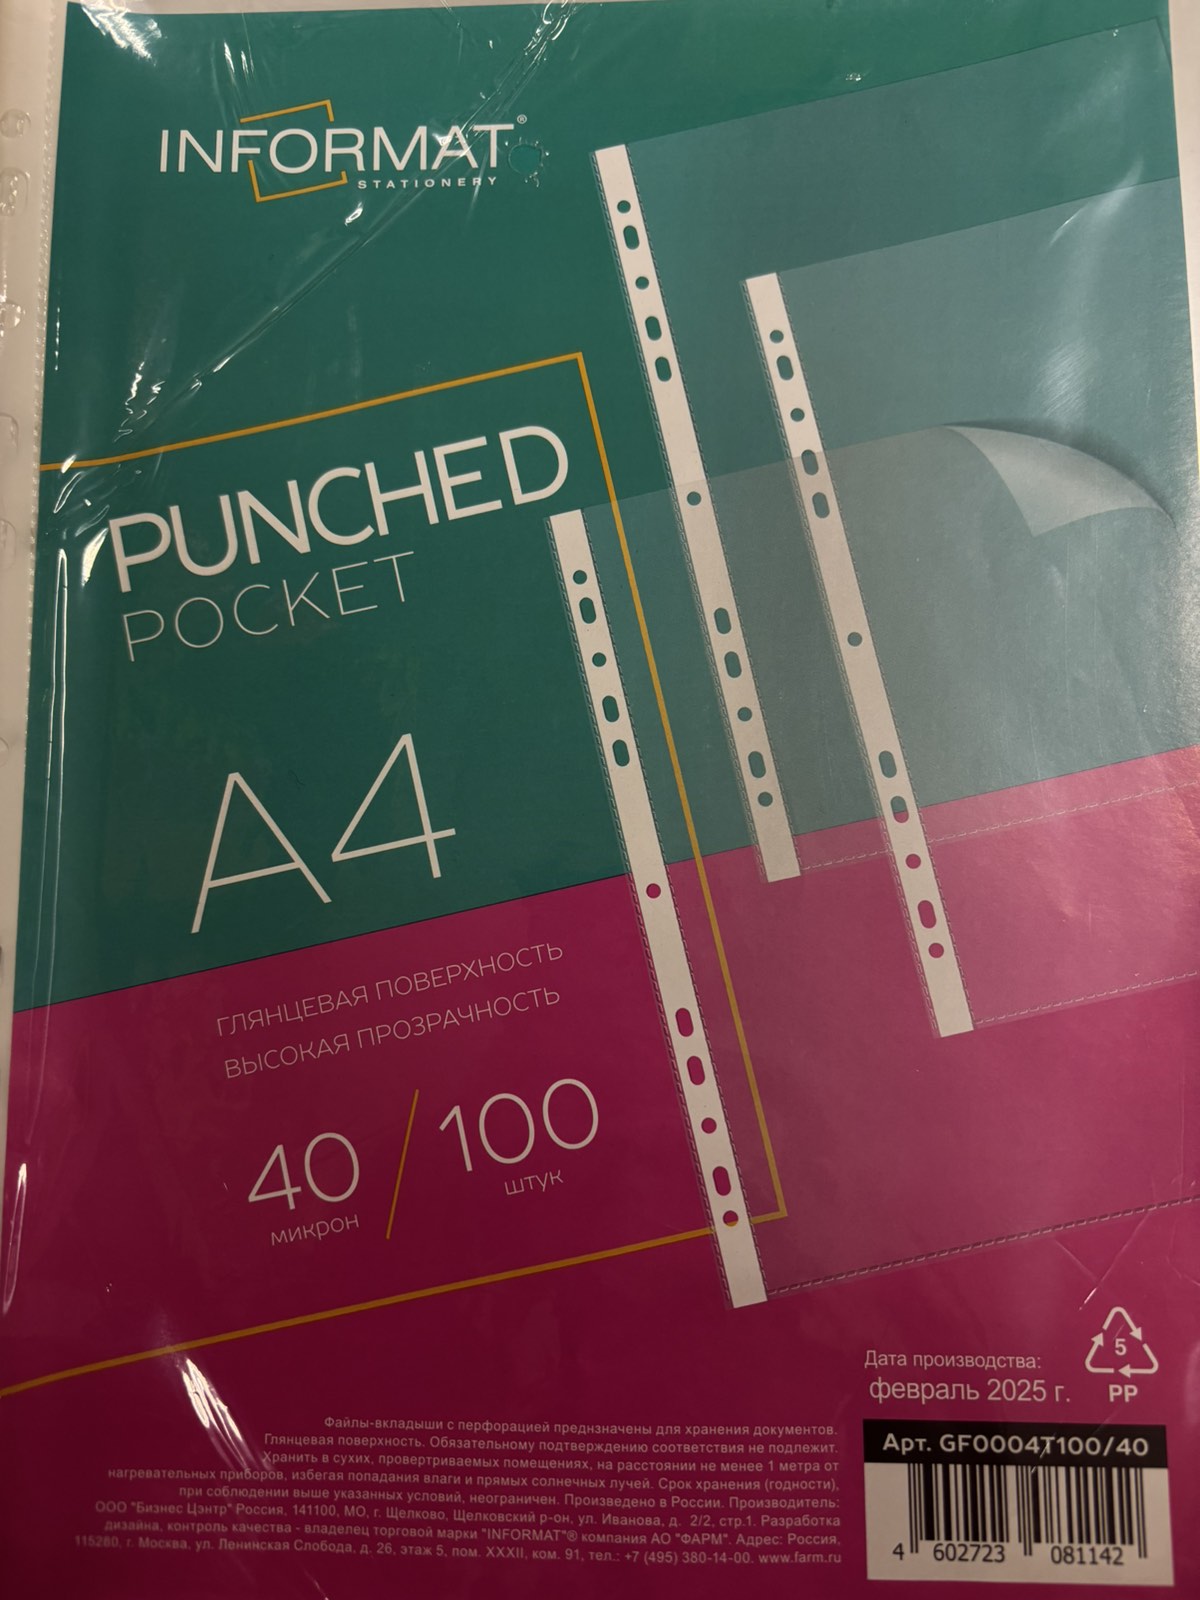 INFORMAT®
STATIONERY
PUNCHED
POCKET
A4
ГЛЯНЦЕВАЯ ПОВЕРХНОСТЬ
ВЫСОКАЯ ПРОЗРАЧНОСТЬ
40
микрон
100
штук
Дата производства:
февраль 2025 г.
5
PP
Файлы-вкладыши с перфорацией предназначены для хранения документов.
Глянцевая поверхность. Обязательному подтверждению соответствия не подлежит.
Хранить в сухих, провертриваемых помещениях, на расстоянии не менее 1 метра от
нагревательных приборов, избегая попадания влаги и прямых солнечных лучей. Срок хранения (годности),
при соблюдении выше указанных условий, неограничен. Произведено в России. Производитель:
ООО "Бизнес Цэнтр" Россия, 141100, МО, г. Щелково, Щелковский р-он, ул. Иванова, д. 2/2, стр.1. Разработка
дизайна, контроль качества - владелец торговой марки "INFORMAT"® компания АО "ФАРМ". Адрес: Россия,
115280, г. Москва, ул. Ленинская Слобода, д. 26, этаж 5, пом. XXXII, ком. 91, тел.: +7 (495) 380-14-00. www.farm.ru
Арт. GF0004T100/40
4 602723 081142